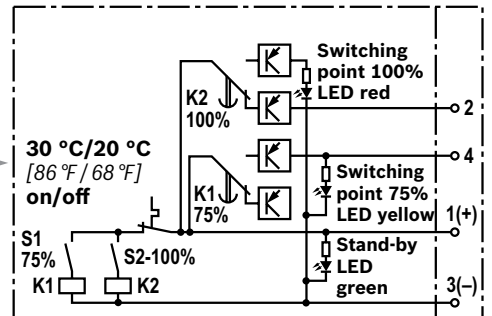 Switching
point 100%
LED red
K2
100%
2
4
30 °C/20 °C
[86 °F / 68 °F]
on/off
K1
75%
Switching
point 75%
LED yellow
1(+)
S1
75%
S2-100%
Stand-by
LED
green
K1
K2
3(–)